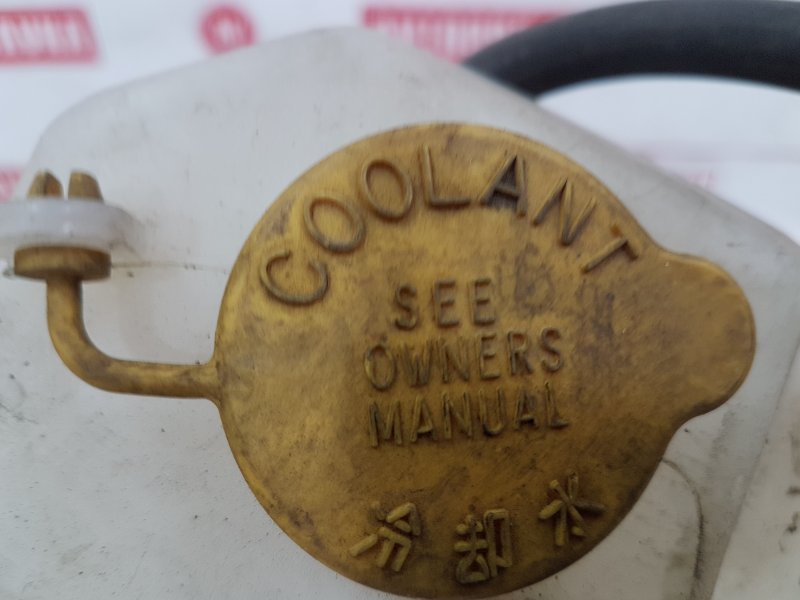 COOLANT
SEE
OWNERS
MANUAL
冷却水